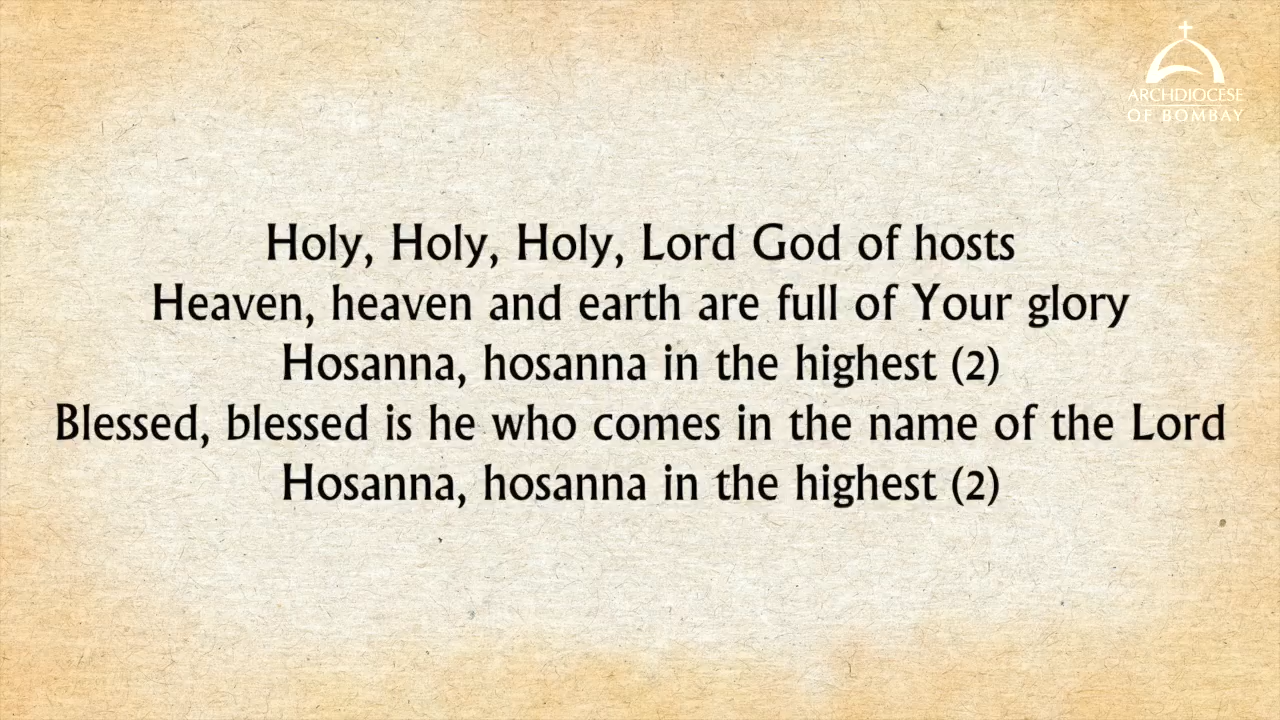 ARCHDIOCESE
OF BOMBAY
Holy, Holy, Holy, Lord God of hosts
Heaven, heaven and earth are full of Your glory
Hosanna, hosanna in the highest (2)
Blessed, blessed is he who comes in the name of the Lord
Hosanna, hosanna in the highest (2)